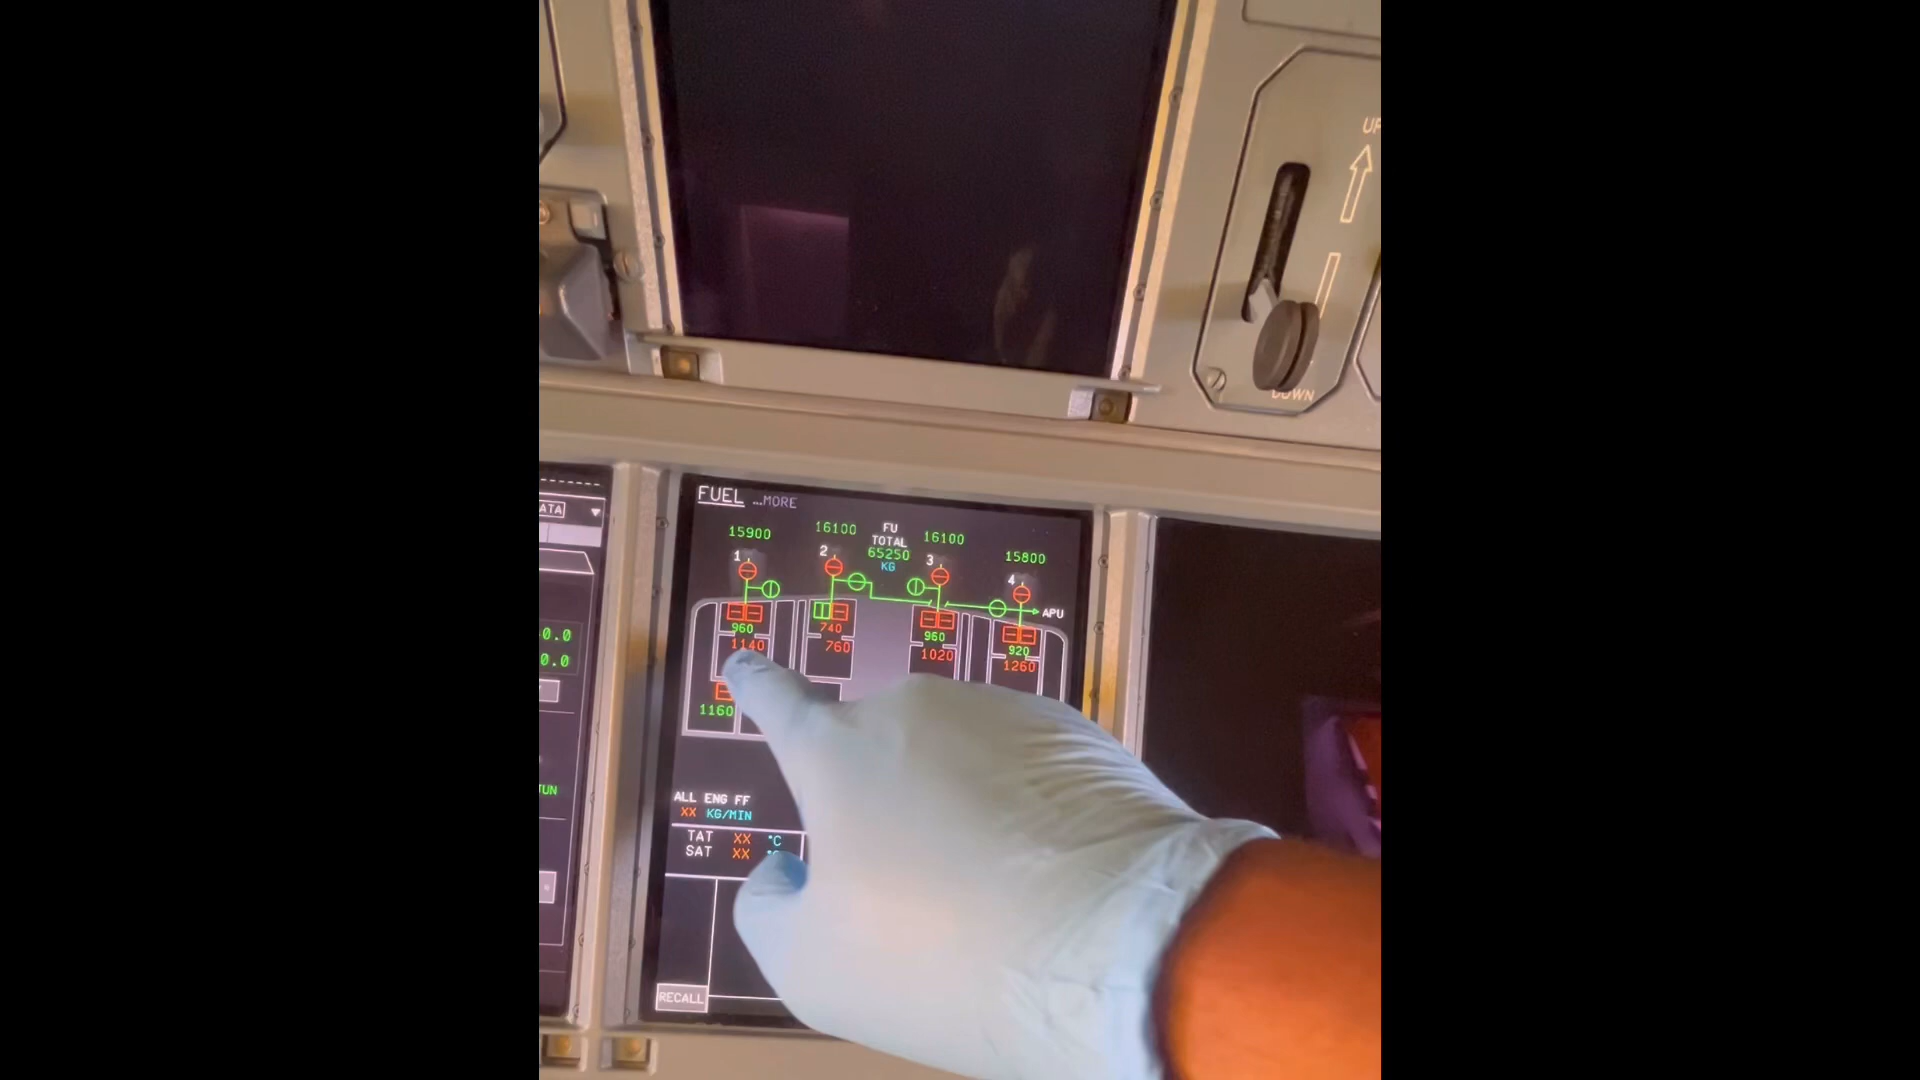 UP
DOWN
ATA
FUEL ...MORE
15900
16100
FU
TOTAL
65250
KG
16100
15800
1
2
3
4
APU
960
740
960
920
1140
760
1020
1260
1160
0.0
0.0
ALL ENG FF
XX KG/MIN
TAT XX °C
SAT XX °C
TUN
RECALL